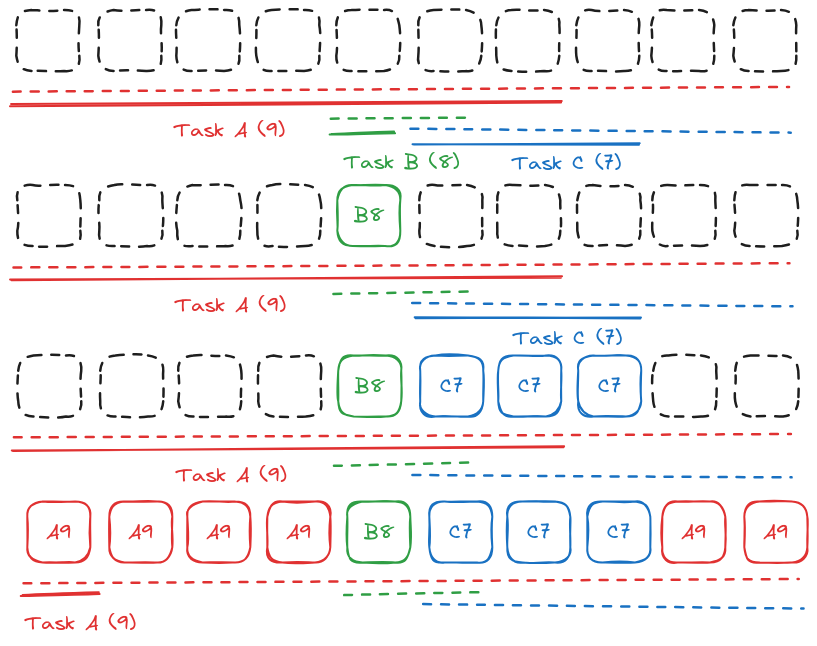 Task A (9)
Task B (8) Task C (7)
B8
Task A (9)
Task C (7)
B8 C7 C7 C7
Task A (9)
A9 A9 A9 A9 B8 C7 C7 C7 A9 A9
Task A (9)